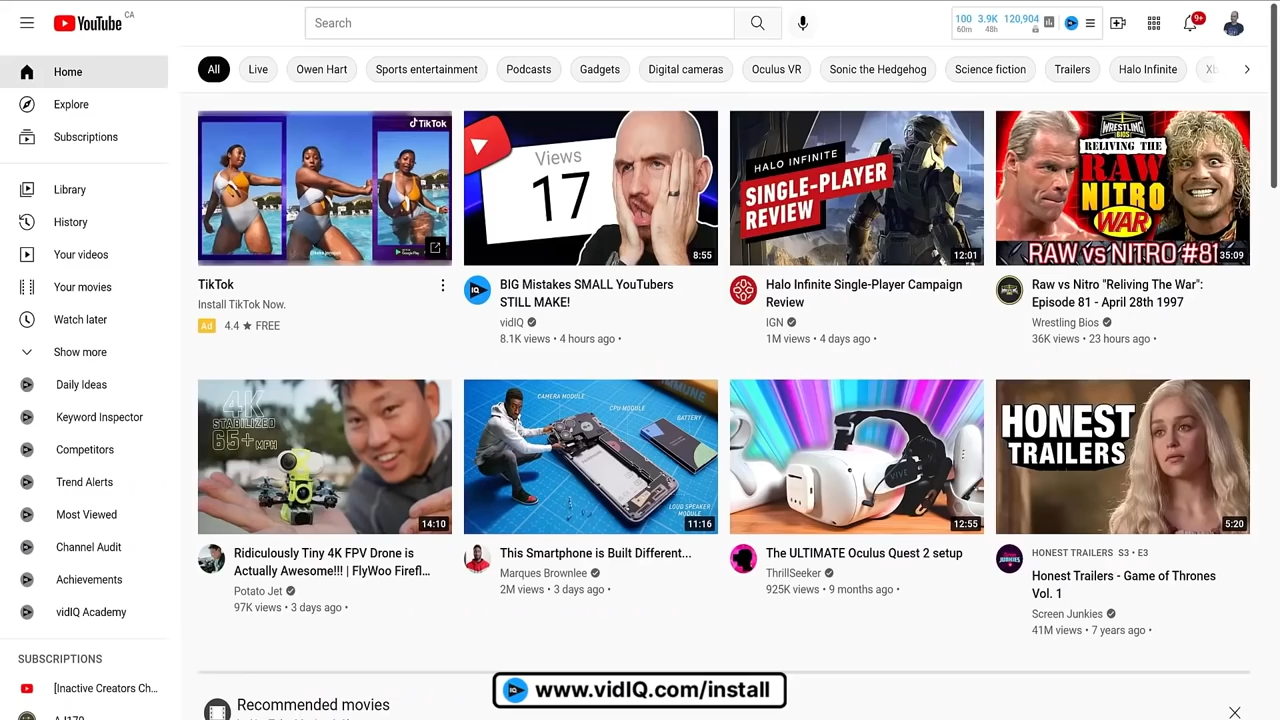 YouTube CA
Search
100 3.9K 120,904
60m 48h
9+
Home
Explore
Subscriptions
Library
History
Your videos
Your movies
Watch later
Show more
Daily Ideas
Keyword Inspector
Competitors
Trend Alerts
Most Viewed
Channel Audit
Achievements
vidIQ Academy
SUBSCRIPTIONS
[Inactive Creators Ch...
All
Live
Owen Hart
Sports entertainment
Podcasts
Gadgets
Digital cameras
Oculus VR
Sonic the Hedgehog
Science fiction
Trailers
Halo Infinite
TikTok
TikTok
Install TikTok Now.
Ad 4.4 ★ FREE
Views
17
8:55
BIG Mistakes SMALL YouTubers
STILL MAKE!
vidIQ
8.1K views • 4 hours ago •
HALO INFINITE
SINGLE-PLAYER
REVIEW
12:01
Halo Infinite Single-Player Campaign
Review
IGN
1M views • 4 days ago •
WRESTLING
BIOS
RELIVING THE
RAW
NITRO
WAR
RAW vs NITRO #81
35:09
Raw vs Nitro "Reliving The War":
Episode 81 - April 28th 1997
Wrestling Bios
36K views • 23 hours ago •
4K
STABILIZED
65+ MPH
14:10
Ridiculously Tiny 4K FPV Drone is
Actually Awesome!!! | FlyWoo Firefl...
Potato Jet
97K views • 3 days ago •
CAMERA MODULE
CPU MODULE
BATTERY
LOUD SPEAKER
MODULE
11:16
This Smartphone is Built Different...
Marques Brownlee
2M views • 3 days ago •
VIVE
12:55
The ULTIMATE Oculus Quest 2 setup
ThrillSeeker
925K views • 9 months ago •
HONEST
TRAILERS
5:20
HONEST TRAILERS S3 • E3
Honest Trailers - Game of Thrones
Vol. 1
Screen Junkies
41M views • 7 years ago •
Recommended movies
IQ www.vidIQ.com/install